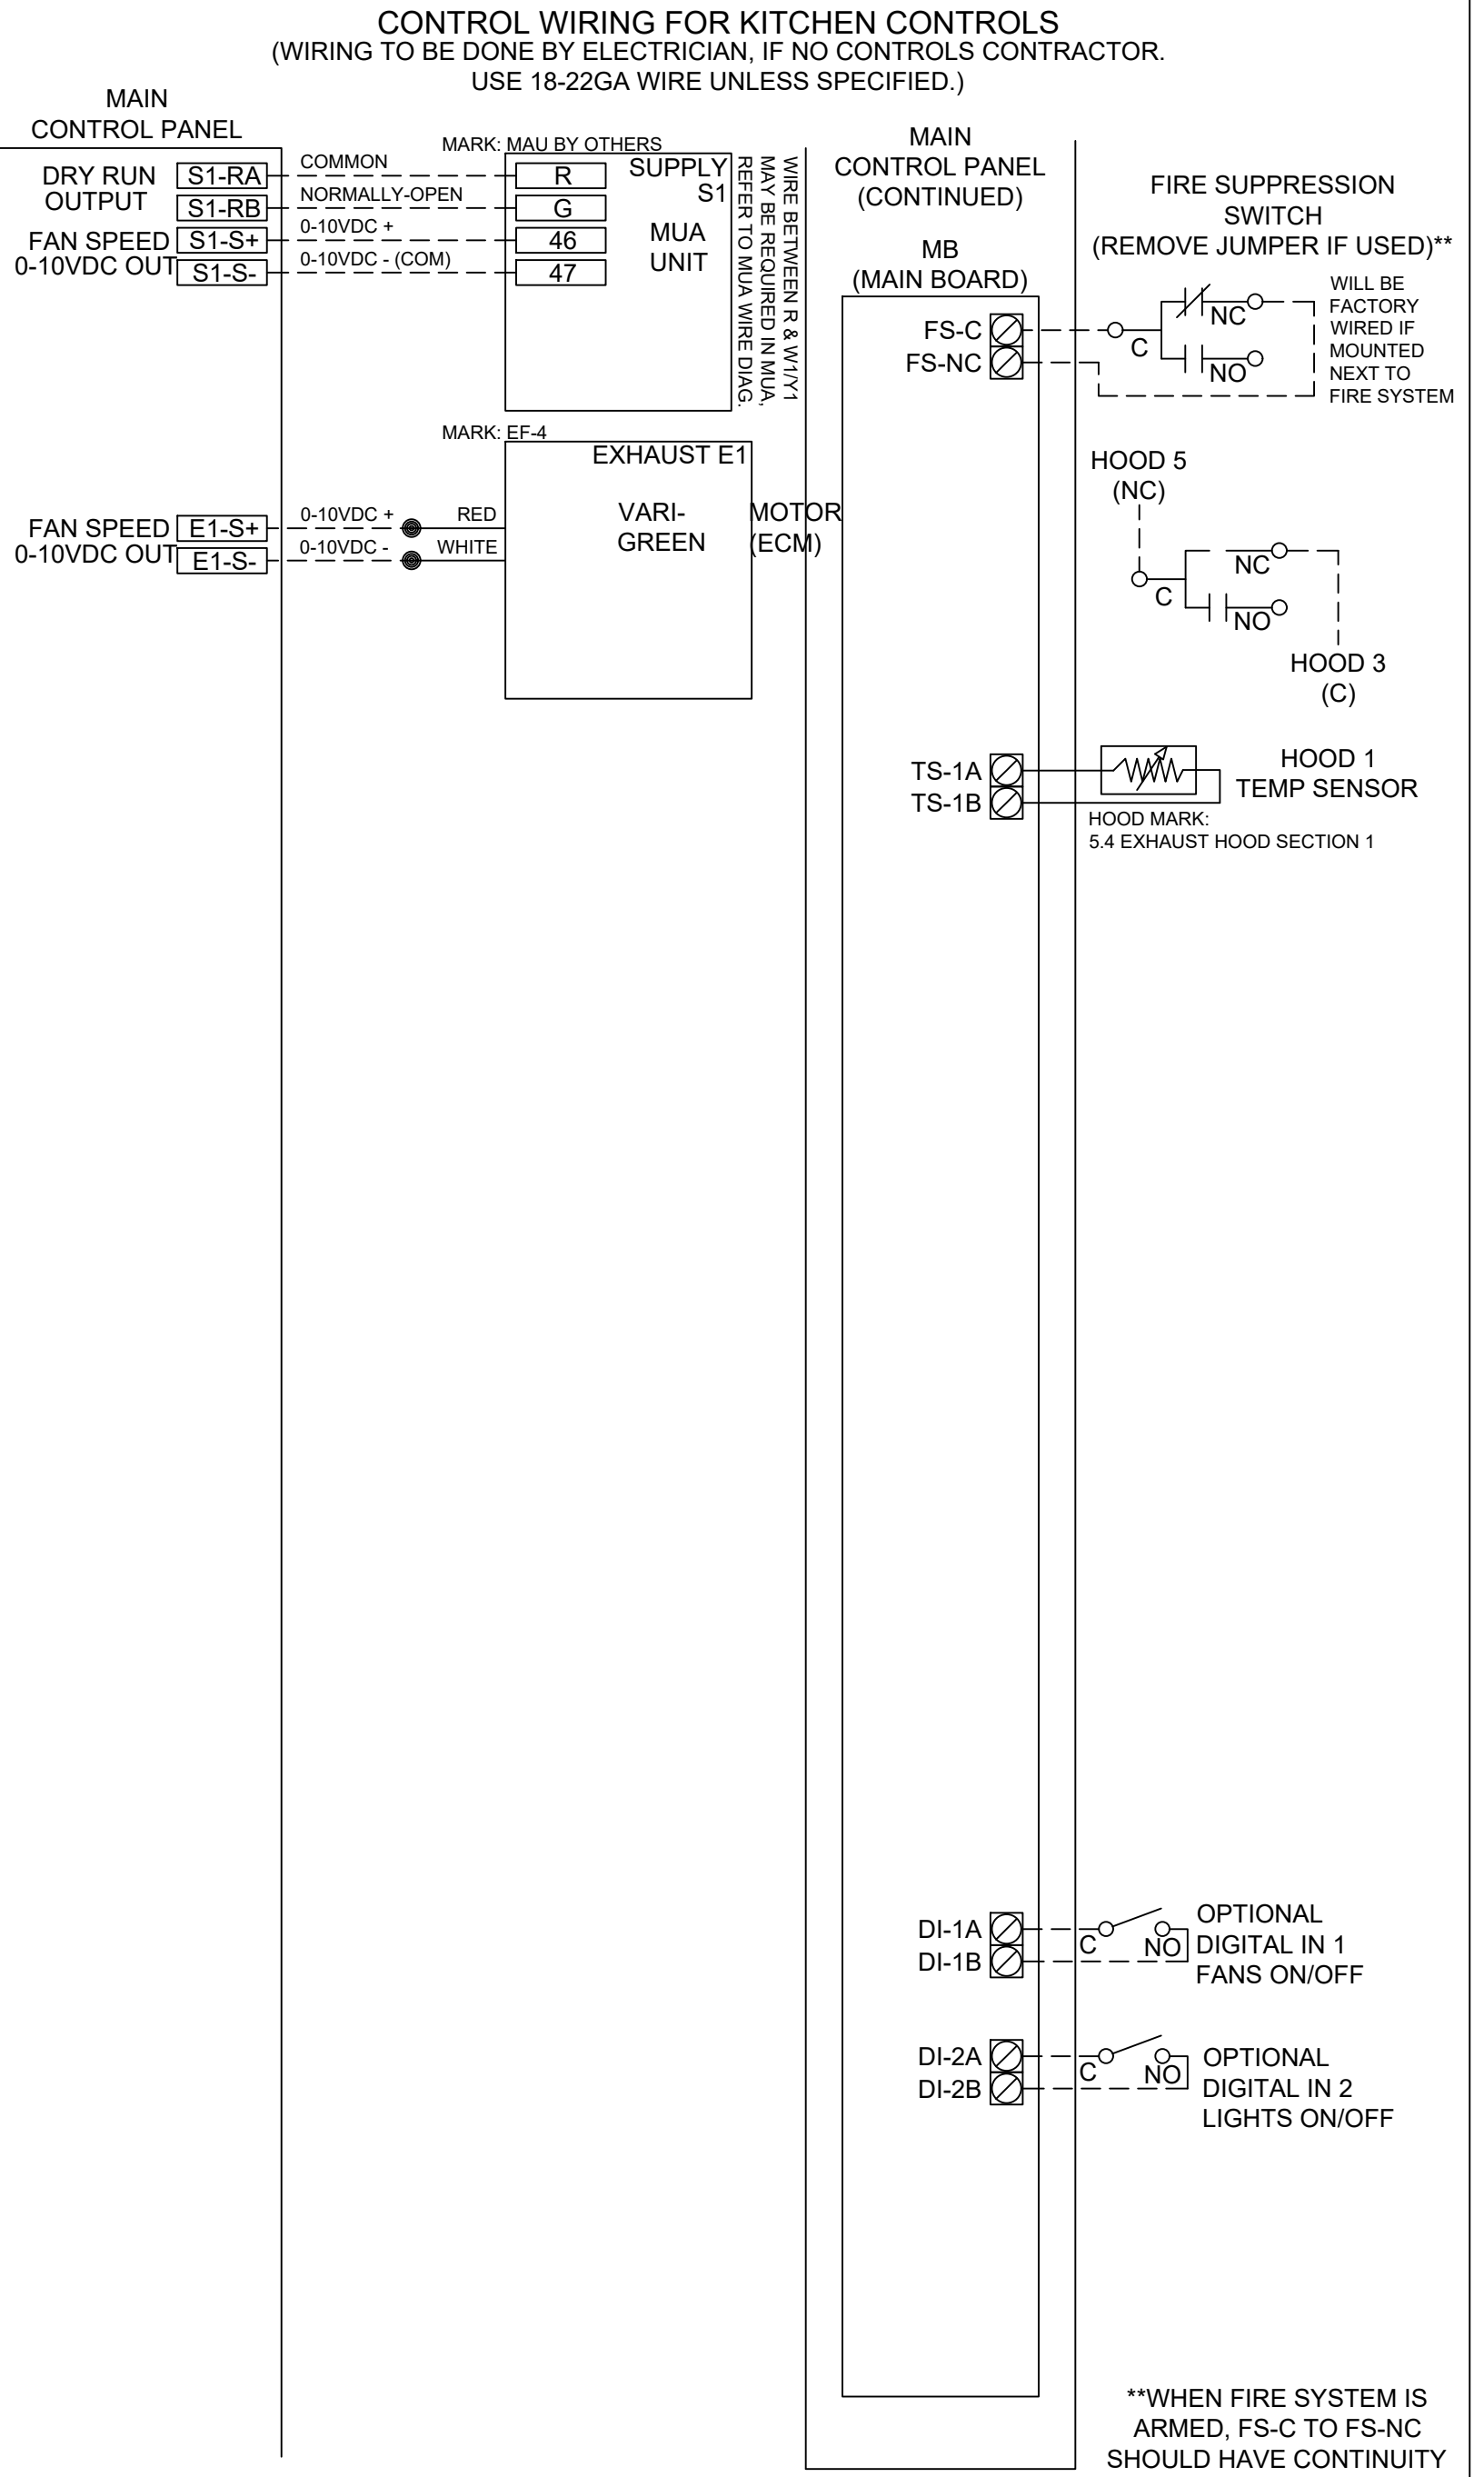 CONTROL WIRING FOR KITCHEN CONTROLS
(WIRING TO BE DONE BY ELECTRICIAN, IF NO CONTROLS CONTRACTOR.
USE 18-22GA WIRE UNLESS SPECIFIED.)
MAIN
CONTROL PANEL
DRY RUN
OUTPUT
S1-RA
S1-RB
FAN SPEED
0-10VDC OUT
S1-S+
S1-S-
COMMON
NORMALLY-OPEN
0-10VDC +
0-10VDC - (COM)
MARK: MAU BY OTHERS
R
G
46
47
SUPPLY
S1
MUA
UNIT
WIRE BETWEEN R & W1/Y1
MAY BE REQUIRED IN MUA,
REFER TO MUA WIRE DIAG.
FAN SPEED
0-10VDC OUT
E1-S+
E1-S-
0-10VDC +
0-10VDC -
RED
WHITE
MARK: EF-4
EXHAUST E1
VARI-
GREEN
MOTOR
(ECM)
MAIN
CONTROL PANEL
(CONTINUED)
MB
(MAIN BOARD)
FS-C
FS-NC
FIRE SUPPRESSION
SWITCH
(REMOVE JUMPER IF USED)**
C
NC
NO
WILL BE
FACTORY
WIRED IF
MOUNTED
NEXT TO
FIRE SYSTEM
HOOD 5
(NC)
C
NC
NO
HOOD 3
(C)
TS-1A
TS-1B
HOOD 1
TEMP SENSOR
HOOD MARK:
5.4 EXHAUST HOOD SECTION 1
DI-1A
DI-1B
C
NO
OPTIONAL
DIGITAL IN 1
FANS ON/OFF
DI-2A
DI-2B
C
NO
OPTIONAL
DIGITAL IN 2
LIGHTS ON/OFF
**WHEN FIRE SYSTEM IS
ARMED, FS-C TO FS-NC
SHOULD HAVE CONTINUITY